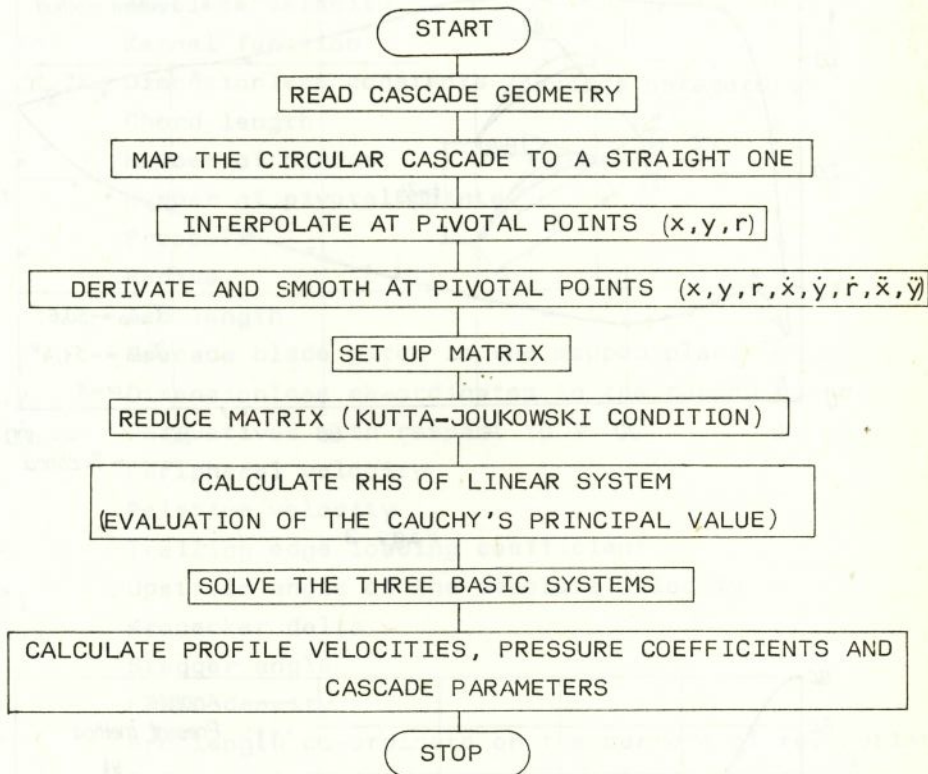 START
READ CASCADE GEOMETRY
MAP THE CIRCULAR CASCADE TO A STRAIGHT ONE
INTERPOLATE AT PIVOTAL POINTS (x,y,r)
DERIVATE AND SMOOTH AT PIVOTAL POINTS (x,y,r,ẋ,ẏ,ṙ,ẍ,ÿ)
SET UP MATRIX
REDUCE MATRIX (KUTTA-JOUKOWSKI CONDITION)
CALCULATE RHS OF LINEAR SYSTEM
(EVALUATION OF THE CAUCHY'S PRINCIPAL VALUE)
SOLVE THE THREE BASIC SYSTEMS
CALCULATE PROFILE VELOCITIES, PRESSURE COEFFICIENTS AND
CASCADE PARAMETERS
STOP